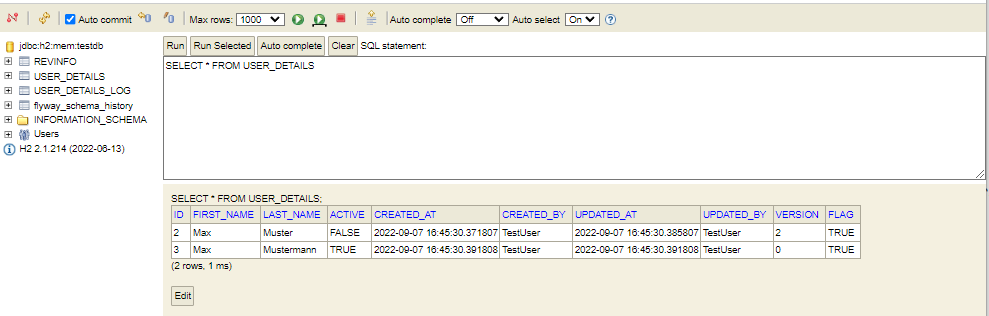 Auto commit Max rows: 1000 Auto complete Off Auto select On
jdbc:h2:mem:testdb
REVINFO
USER_DETAILS
USER_DETAILS_LOG
flyway_schema_history
INFORMATION_SCHEMA
Users
H2 2.1.214 (2022-06-13)
Run Run Selected Auto complete Clear SQL statement:
SELECT * FROM USER_DETAILS
SELECT * FROM USER_DETAILS;
ID FIRST_NAME LAST_NAME ACTIVE CREATED_AT CREATED_BY UPDATED_AT UPDATED_BY VERSION FLAG
2 Max Muster FALSE 2022-09-07 16:45:30.371807 TestUser 2022-09-07 16:45:30.385807 TestUser 2 TRUE
3 Max Mustermann TRUE 2022-09-07 16:45:30.391808 TestUser 2022-09-07 16:45:30.391808 TestUser 0 TRUE
(2 rows, 1 ms)
Edit